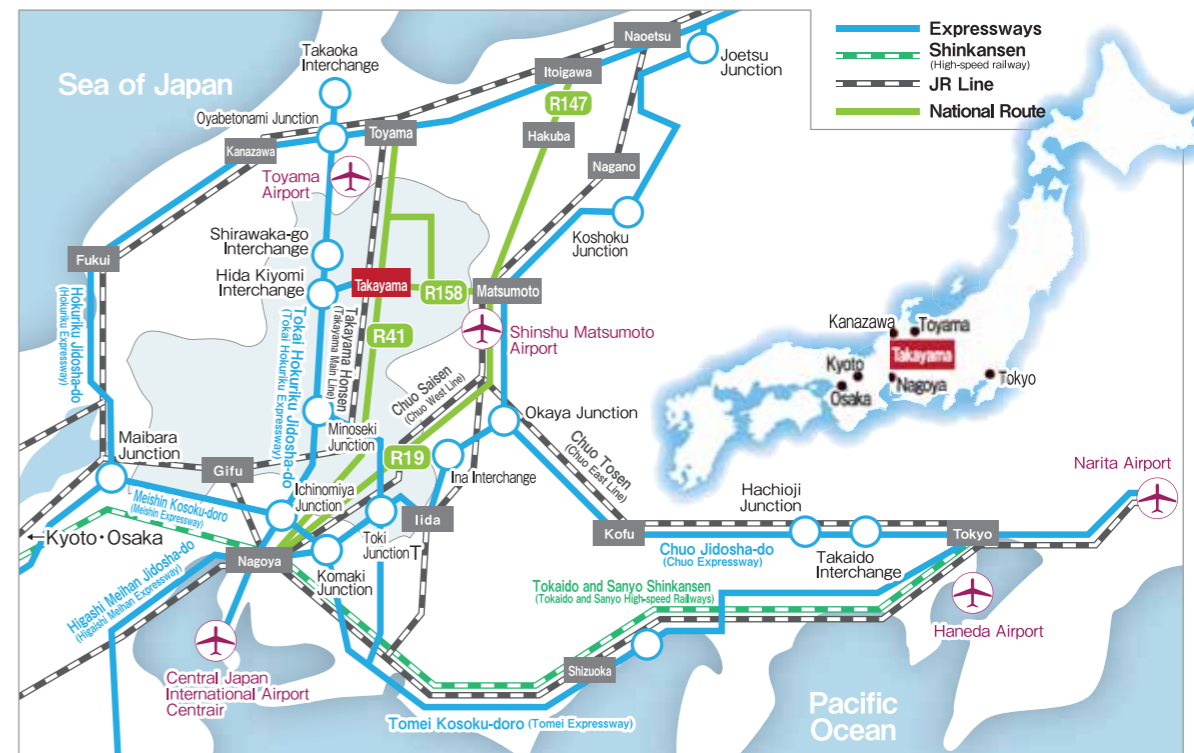 Expressways
Shinkansen
(High-speed railway)
JR Line
National Route
Sea of Japan
Takaoka
Interchange
Oyabetonami Junction
Kanazawa
Toyama
Toyama
Airport
Itoigawa
Naoetsu
Joetsu
Junction
R147
Hakuba
Nagano
Koshoku
Junction
Shirawaka-go
Interchange
Hida Kiyomi
Interchange
Fukui
Takayama
R158
Matsumoto
Shinshu Matsumoto
Airport
R41
Hokuriku Jidosha-do
(Hokuriku Expressway)
Tokai Hokuriku Jidosha-do
(Tokai Hokuriku Expressway)
Takayama Honsen
(Takayama Main Line)
Chuo Saisen
(Chuo West Line)
Okaya Junction
Chuo Tosen
(Chuo East Line)
Minoseki
Junction
R19
Ina Interchange
Maibara
Junction
Gifu
Ichinomiya
Junction
Meishin Kosoku-doro
(Meishin Expressway)
Iida
Toki
JunctionT
Kyoto・Osaka
Nagoya
Komaki
Junction
Higashi Meihan Jidosha-do
(Higaishi Meihan Expressway)
Central Japan
International Airport
Centrair
Kofu
Hachioji
Junction
Chuo Jidosha-do
(Chuo Expressway)
Takaido
Interchange
Tokyo
Narita Airport
Haneda Airport
Tokaido and Sanyo Shinkansen
(Tokaido and Sanyo High-speed Railways)
Shizuoka
Tomei Kosoku-doro (Tomei Expressway)
Pacific
Ocean
Kanazawa
Toyama
Takayama
Kyoto
Osaka
Nagoya
Tokyo